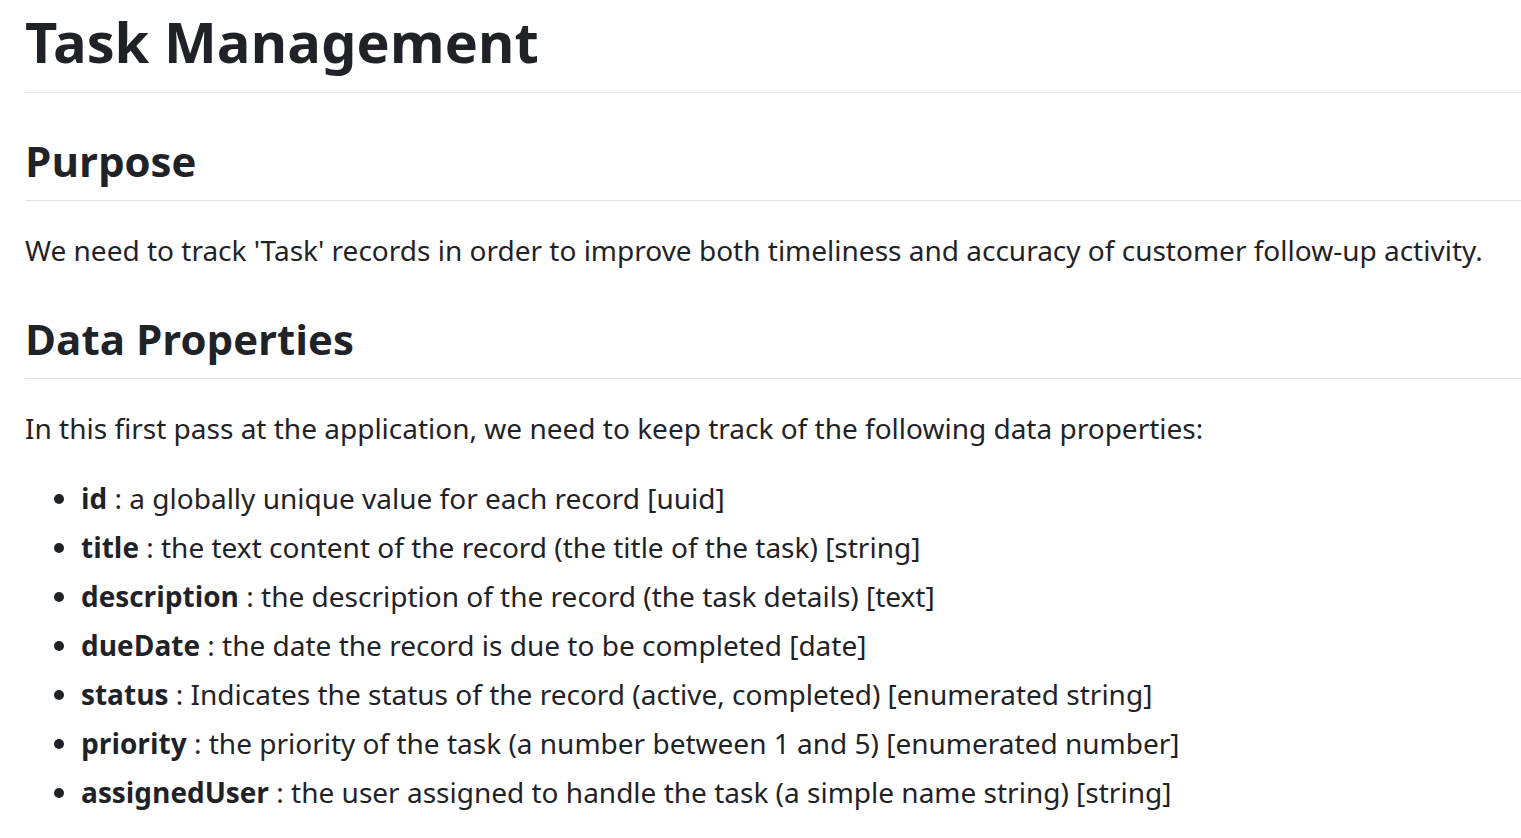 Task Management
Purpose
We need to track 'Task' records in order to improve both timeliness and accuracy of customer follow-up activity.
Data Properties
In this first pass at the application, we need to keep track of the following data properties:
• id : a globally unique value for each record [uuid]
• title : the text content of the record (the title of the task) [string]
• description : the description of the record (the task details) [text]
• dueDate : the date the record is due to be completed [date]
• status : Indicates the status of the record (active, completed) [enumerated string]
• priority : the priority of the task (a number between 1 and 5) [enumerated number]
• assignedUser : the user assigned to handle the task (a simple name string) [string]